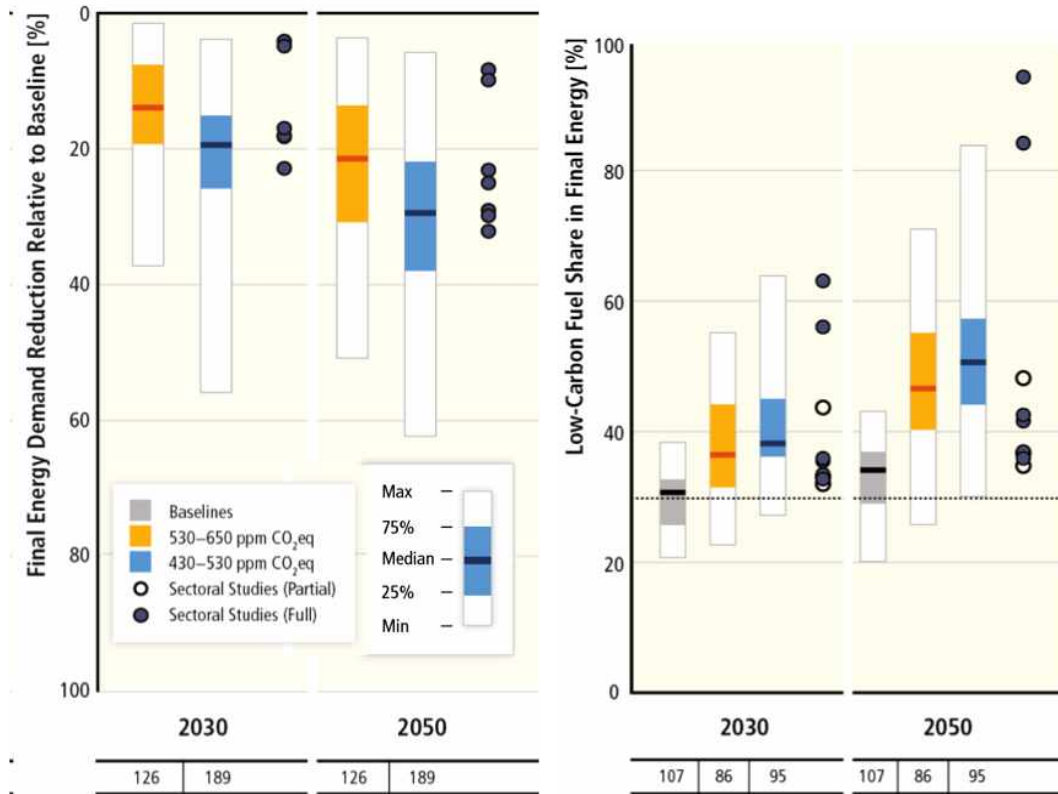 Final Energy Demand Reduction Relative to Baseline [%]
0
20
40
60
80
100
Baselines
530–650 ppm CO₂eq
430–530 ppm CO₂eq
Sectoral Studies (Partial)
Sectoral Studies (Full)
Max
75%
Median
25%
Min
2030
2050
126
189
126
189
Low-Carbon Fuel Share in Final Energy [%]
100
80
60
40
20
0
2030
2050
107
86
95
107
86
95